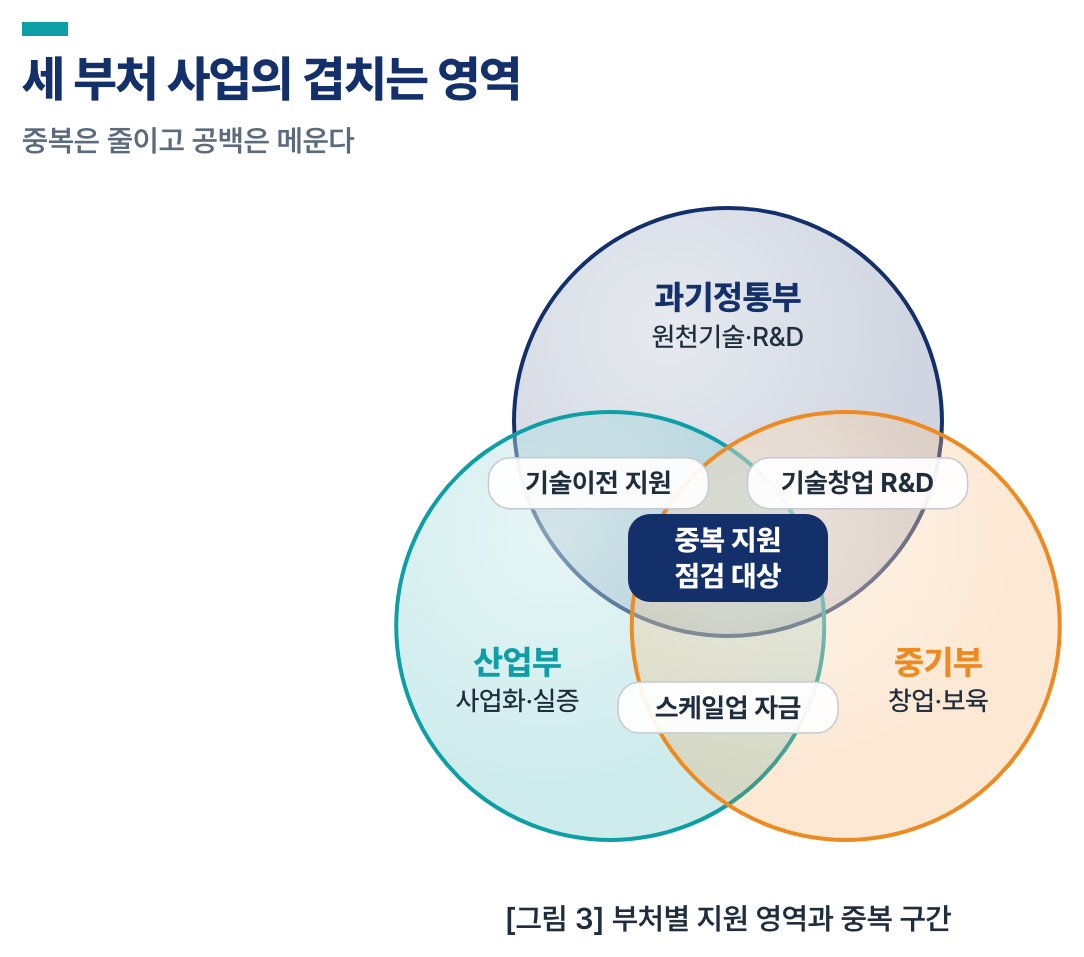 세 부처 사업의 겹치는 영역
중복은 줄이고 공백은 메운다
과기정통부
원천기술·R&D
기술이전 지원
기술창업 R&D
중복 지원
점검 대상
산업부
사업화·실증
중기부
창업·보육
스케일업 자금
[그림 3] 부처별 지원 영역과 중복 구간